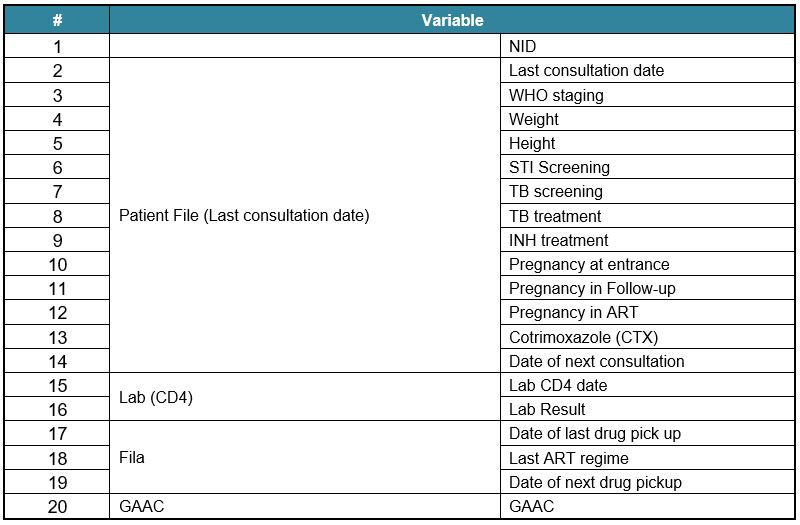 # Variable
1 NID
2 Last consultation date
3 WHO staging
4 Weight
5 Height
6 STI Screening
7 TB screening
8 Patient File (Last consultation date) TB treatment
9 INH treatment
10 Pregnancy at entrance
11 Pregnancy in Follow-up
12 Pregnancy in ART
13 Cotrimoxazole (CTX)
14 Date of next consultation
15 Lab CD4 date
Lab (CD4)
16 Lab Result
17 Date of last drug pick up
18 Fila Last ART regime
19 Date of next drug pickup
20 GAAC GAAC